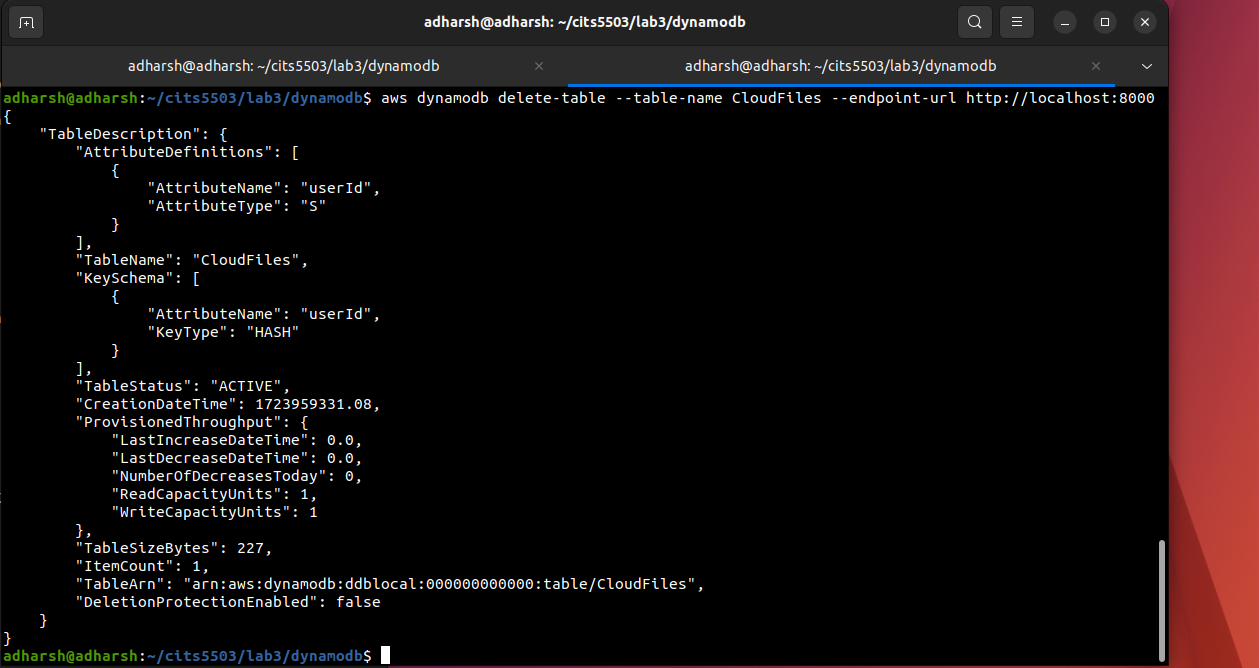 adharsh@adharsh: ~/cits5503/lab3/dynamodb
adharsh@adharsh: ~/cits5503/lab3/dynamodb
adharsh@adharsh: ~/cits5503/lab3/dynamodb
adharsh@adharsh:~/cits5503/lab3/dynamodb$ aws dynamodb delete-table --table-name CloudFiles --endpoint-url http://localhost:8000
{
    "TableDescription": {
        "AttributeDefinitions": [
            {
                "AttributeName": "userId",
                "AttributeType": "S"
            }
        ],
        "TableName": "CloudFiles",
        "KeySchema": [
            {
                "AttributeName": "userId",
                "KeyType": "HASH"
            }
        ],
        "TableStatus": "ACTIVE",
        "CreationDateTime": 1723959331.08,
        "ProvisionedThroughput": {
            "LastIncreaseDateTime": 0.0,
            "LastDecreaseDateTime": 0.0,
            "NumberOfDecreasesToday": 0,
            "ReadCapacityUnits": 1,
            "WriteCapacityUnits": 1
        },
        "TableSizeBytes": 227,
        "ItemCount": 1,
        "TableArn": "arn:aws:dynamodb:ddblocal:000000000000:table/CloudFiles",
        "DeletionProtectionEnabled": false
    }
}
adharsh@adharsh:~/cits5503/lab3/dynamodb$